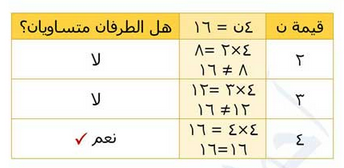 قيمة ن | ٤ن = ١٦ | هل الطرفان متساويان؟
٢ | ٤×٢ =٨ | لا
٨ ≠ ١٦
٣ | ٤×٣ =١٢ | لا
١٢≠ ١٦
٤ | ٤×٤ = ١٦ | نعم ✓
١٦=١٦